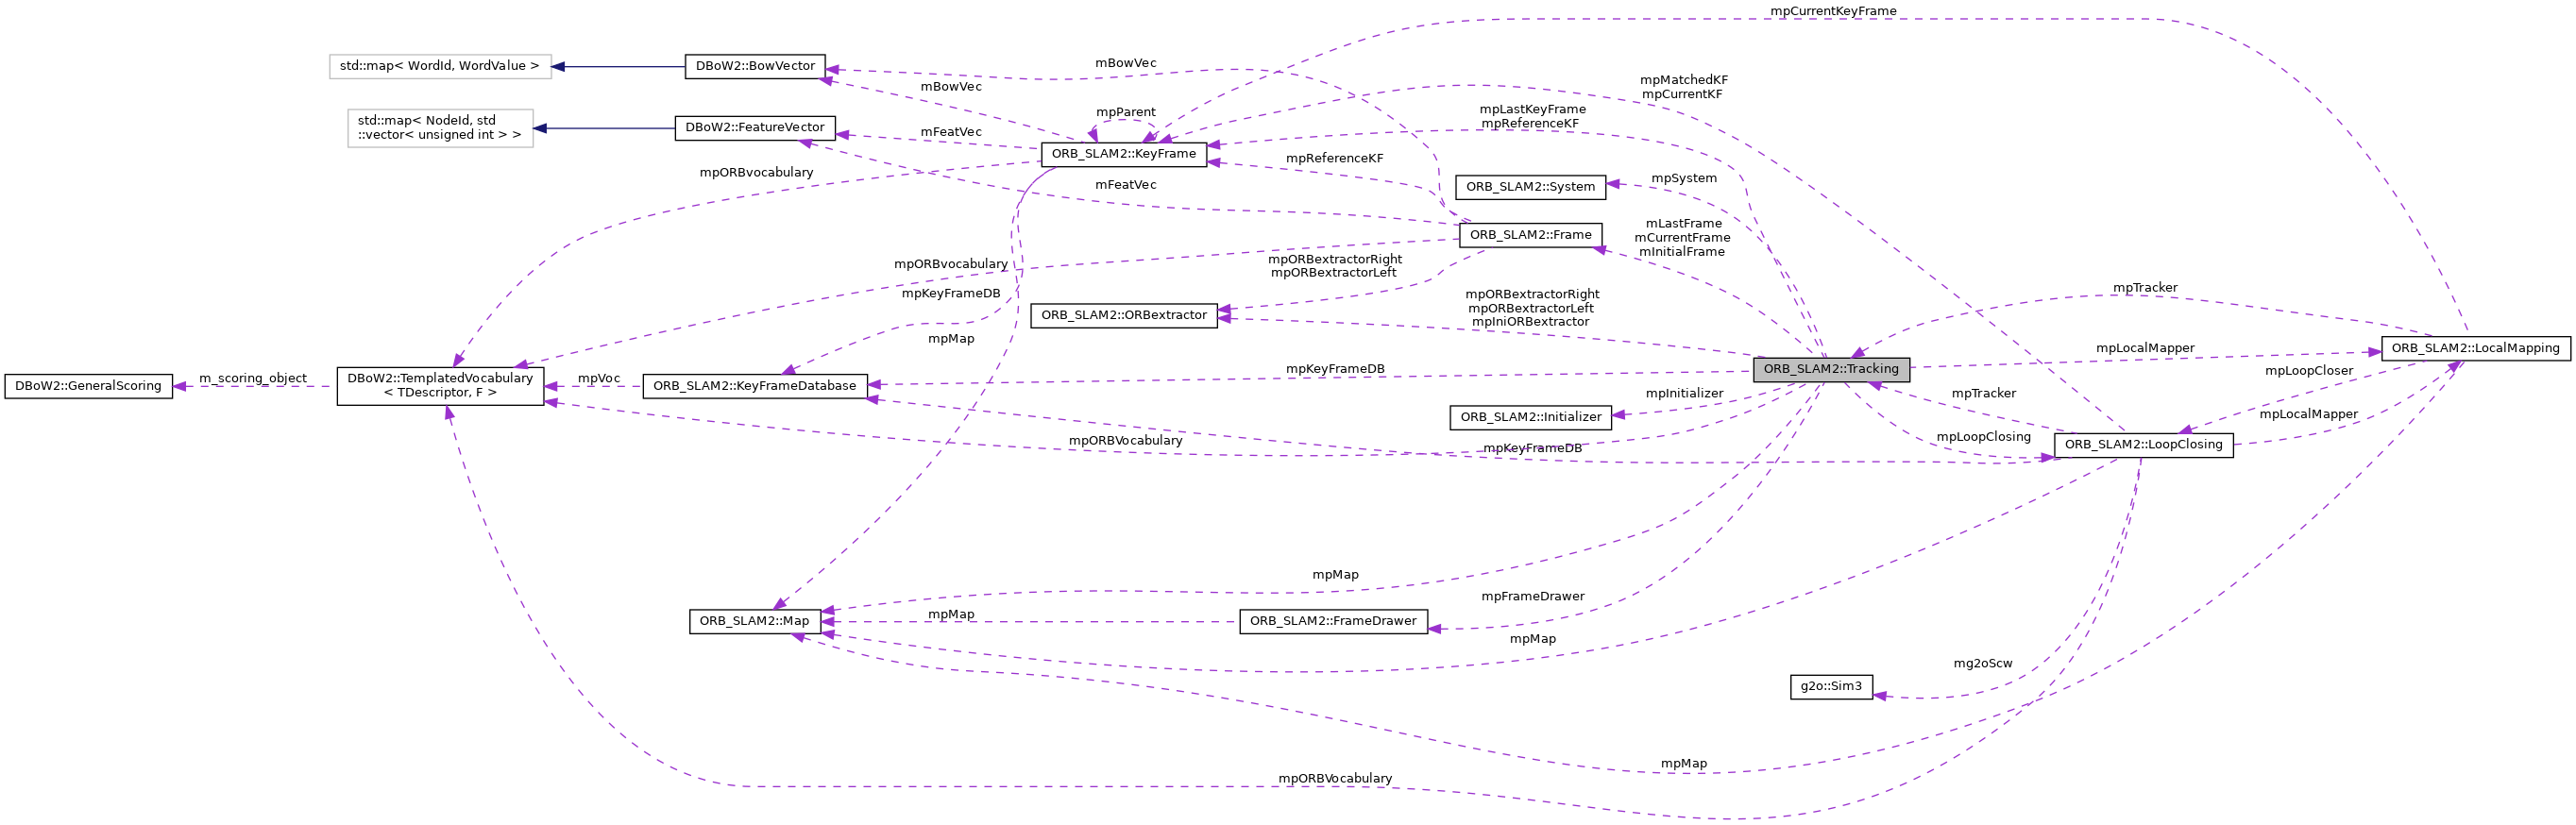 mpCurrentKeyFrame
std::map< WordId, WordValue >
DBoW2::BowVector
mBowVec
mBowVec
mpMatchedKF
mpCurrentKF
std::map< NodeId, std
::vector< unsigned int > >
DBoW2::FeatureVector
mFeatVec
mpParent
mpLastKeyFrame
mpReferenceKF
ORB_SLAM2::KeyFrame
mpReferenceKF
mpORBvocabulary
mFeatVec
ORB_SLAM2::System
mpSystem
mLastFrame
mCurrentFrame
mInitialFrame
ORB_SLAM2::Frame
mpORBvocabulary
mpORBextractorRight
mpORBextractorLeft
mpKeyFrameDB
mpTracker
ORB_SLAM2::ORBextractor
mpORBextractorRight
mpORBextractorLeft
mpIniORBextractor
mpMap
mpLocalMapper
ORB_SLAM2::LocalMapping
DBoW2::GeneralScoring
m_scoring_object
DBoW2::TemplatedVocabulary
< TDescriptor, F >
mpVoc
ORB_SLAM2::KeyFrameDatabase
mpKeyFrameDB
ORB_SLAM2::Tracking
mpLoopCloser
ORB_SLAM2::Initializer
mpInitializer
mpTracker
mpLocalMapper
mpORBVocabulary
mpKeyFrameDB
mpLoopClosing
ORB_SLAM2::LoopClosing
mpMap
mpFrameDrawer
ORB_SLAM2::Map
mpMap
ORB_SLAM2::FrameDrawer
mpMap
mg2oScw
g2o::Sim3
mpMap
mpORBVocabulary